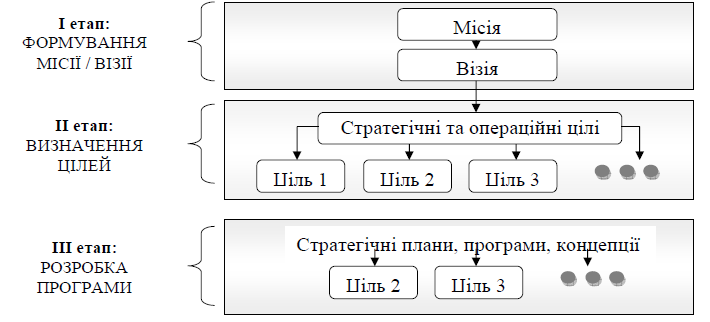 І етап:
ФОРМУВАННЯ
МІСІЇ / ВІЗІЇ
Місія
Візія
ІІ етап:
ВИЗНАЧЕННЯ
ЦІЛЕЙ
Стратегічні та операційні цілі
Ціль 1
Ціль 2
Ціль 3
ІІІ етап:
РОЗРОБКА
ПРОГРАМИ
Стратегічні плани, програми, концепції
Ціль 2
Ціль 3